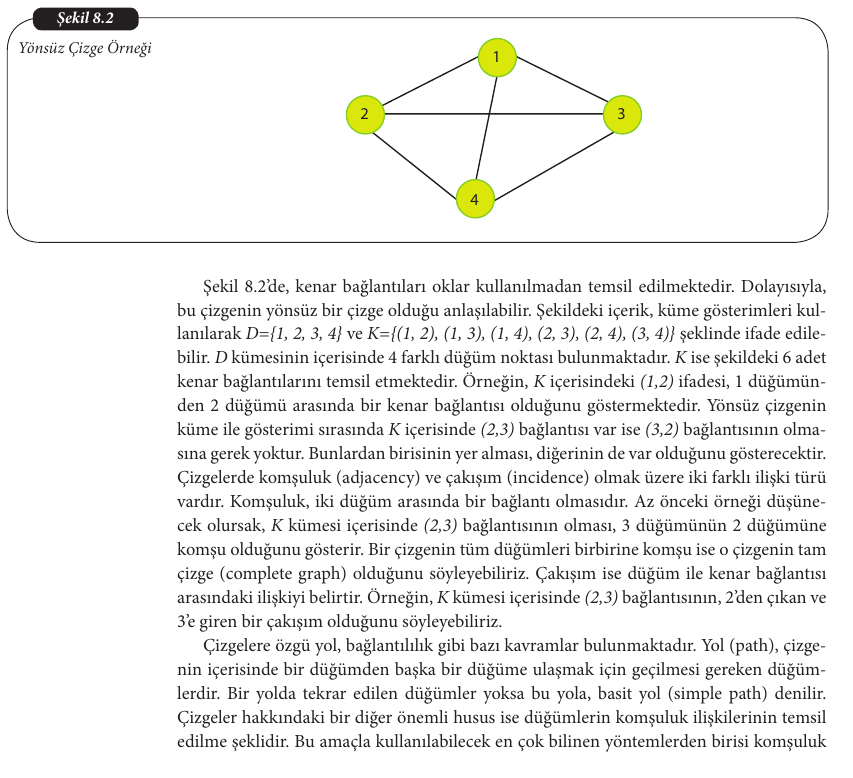 Şekil 8.2
Yönsüz Çizge Örneği
1
2
3
4
Şekil 8.2’de, kenar bağlantıları oklar kullanılmadan temsil edilmektedir. Dolayısıyla,
bu çizgenin yönsüz bir çizge olduğu anlaşılabilir. Şekildeki içerik, küme gösterimleri kul-
lanılarak D={1, 2, 3, 4} ve K={(1, 2), (1, 3), (1, 4), (2, 3), (2, 4), (3, 4)} şeklinde ifade edile-
bilir. D kümesinin içerisinde 4 farklı düğüm noktası bulunmaktadır. K ise şekildeki 6 adet
kenar bağlantılarını temsil etmektedir. Örneğin, K içerisindeki (1,2) ifadesi, 1 düğümün-
den 2 düğümü arasında bir kenar bağlantısı olduğunu göstermektedir. Yönsüz çizgenin
küme ile gösterimi sırasında K içerisinde (2,3) bağlantısı var ise (3,2) bağlantısının olma-
sına gerek yoktur. Bunlardan birisinin yer alması, diğerinin de var olduğunu gösterecektir.
Çizgelerde komşuluk (adjacency) ve çakışım (incidence) olmak üzere iki farklı ilişki türü
vardır. Komşuluk, iki düğüm arasında bir bağlantı olmasıdır. Az önceki örneği düşüne-
cek olursak, K kümesi içerisinde (2,3) bağlantısının olması, 3 düğümünün 2 düğümüne
komşu olduğunu gösterir. Bir çizgenin tüm düğümleri birbirine komşu ise o çizgenin tam
çizge (complete graph) olduğunu söyleyebiliriz. Çakışım ise düğüm ile kenar bağlantısı
arasındaki ilişkiyi belirtir. Örneğin, K kümesi içerisinde (2,3) bağlantısının, 2’den çıkan ve
3’e giren bir çakışım olduğunu söyleyebiliriz.
Çizgelere özgü yol, bağlantılılık gibi bazı kavramlar bulunmaktadır. Yol (path), çizge-
nin içerisinde bir düğümden başka bir düğüme ulaşmak için geçilmesi gereken düğüm-
lerdir. Bir yolda tekrar edilen düğümler yoksa bu yola, basit yol (simple path) denilir.
Çizgeler hakkındaki bir diğer önemli husus ise düğümlerin komşuluk ilişkilerinin temsil
edilme şeklidir. Bu amaçla kullanılabilecek en çok bilinen yöntemlerden birisi komşuluk